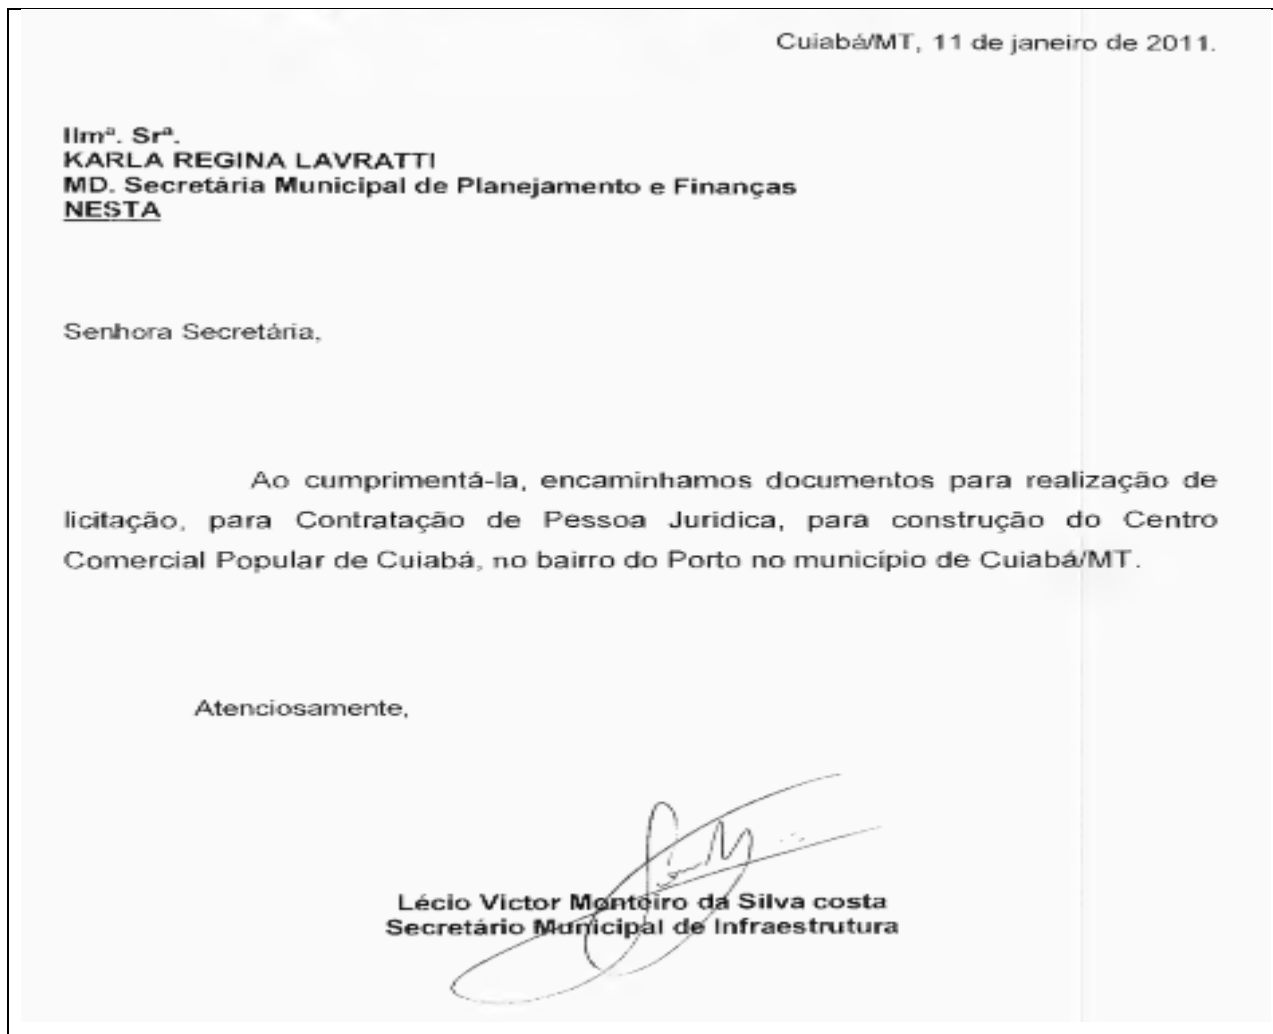 Cuiabá/MT, 11 de janeiro de 2011.
Ilmª. Srª.
KARLA REGINA LAVRATTI
MD. Secretária Municipal de Planejamento e Finanças
NESTA
Senhora Secretária,
Ao cumprimentá-la, encaminhamos documentos para realização de
licitação, para Contratação de Pessoa Juridica, para construção do Centro
Comercial Popular de Cuiabá, no bairro do Porto no município de Cuiabá/MT.
Atenciosamente,
Lécio Victor Monteiro da Silva costa
Secretário Municipal de Infraestrutura